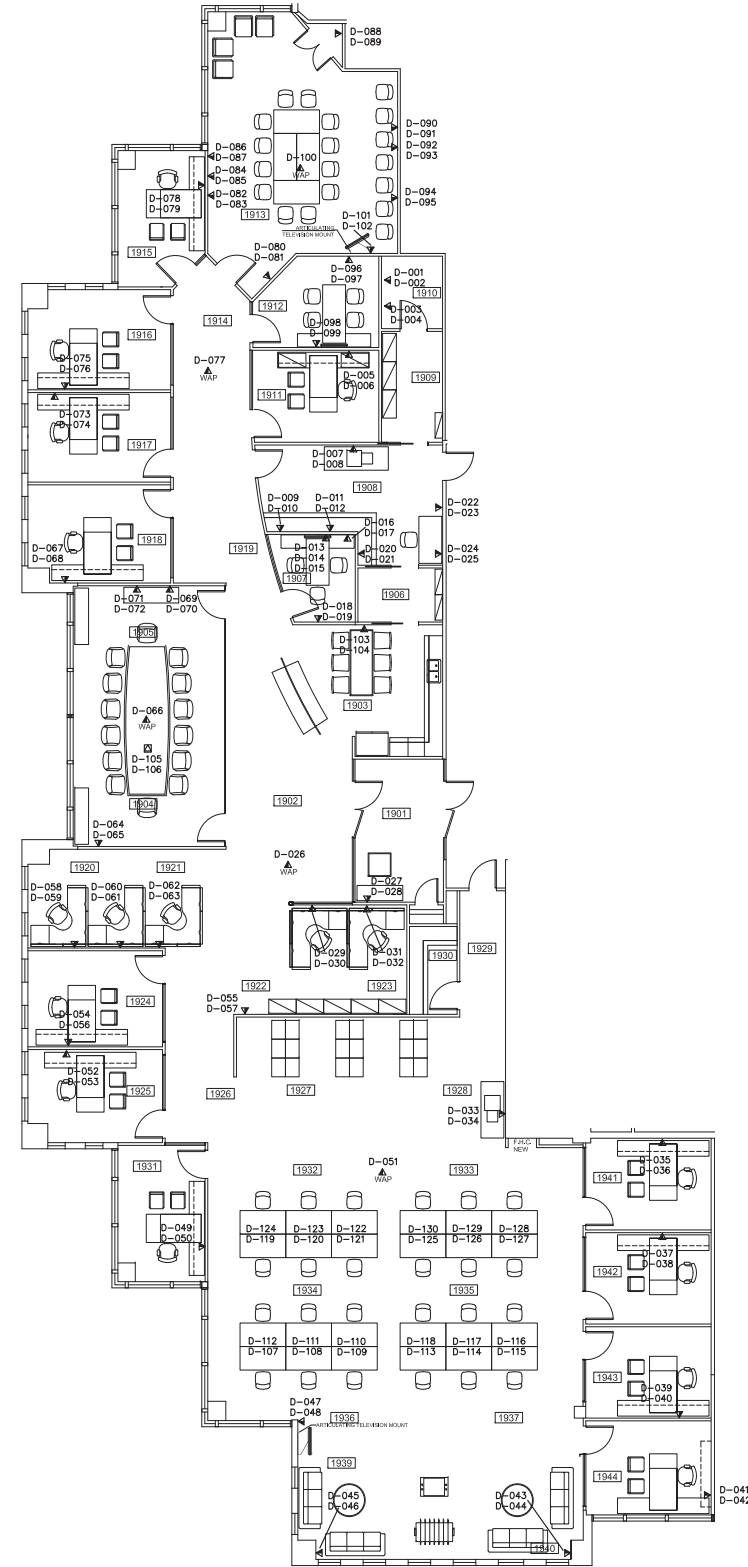 D-088
D-089
D-090
D-091
D-092
D-093
D-086
D-087
D-084
D-085
D-082
D-083
D-100
WAP
D-078
D-079
D-094
D-095
1913
D-101
D-102
ARTICULATING
TELEVISION MOUNT
1915
D-080
D-081
D-096
D-097
D-001
D-002
1910
1912
D-003
D-004
1914
1916
D-098
D-099
D-075
D-076
D-077
WAP
D-005
D-006
1909
1911
D-073
D-074
1917
D-007
D-008
1908
D-009
D-010
D-011
D-012
D-022
D-023
D-016
D-017
1918
D-067
D-068
1919
D-013
D-014
D-015
D-020
D-021
D-024
D-025
1907
1906
D-071
D-072
D-069
D-070
D-018
D-019
1905
D-103
D-104
D-066
WAP
1903
D-105
D-106
1904
1902
1901
D-064
D-065
D-026
WAP
1920
1921
D-058
D-059
D-060
D-061
D-062
D-063
D-027
D-028
D-029
D-030
D-031
D-032
1930
1929
1922
1923
1924
D-055
D-057
D-054
D-056
D-052
D-053
1925
1926
1927
1928
D-033
D-034
F.H.C.
NEW
1931
1932
D-051
WAP
1933
D-035
D-036
1941
D-049
D-050
D-124
D-119
D-123
D-120
D-122
D-121
D-130
D-125
D-129
D-126
D-128
D-127
D-037
D-038
1942
1934
1935
D-112
D-107
D-111
D-108
D-110
D-109
D-118
D-113
D-117
D-114
D-116
D-115
1943
D-039
D-040
D-047
D-048
1936
1937
ARTICULATING TELEVISION MOUNT
1939
1944
D-045
D-046
D-043
D-044
D-041
D-042
1940